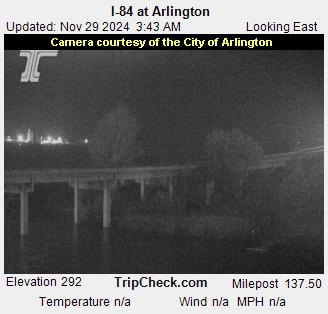 I-84 at Arlington
Updated: Nov 29 2024 3:43 AM Looking East
Camera courtesy of the City of Arlington
Elevation 292 TripCheck.com Milepost 137.50
Temperature n/a Wind n/a MPH n/a